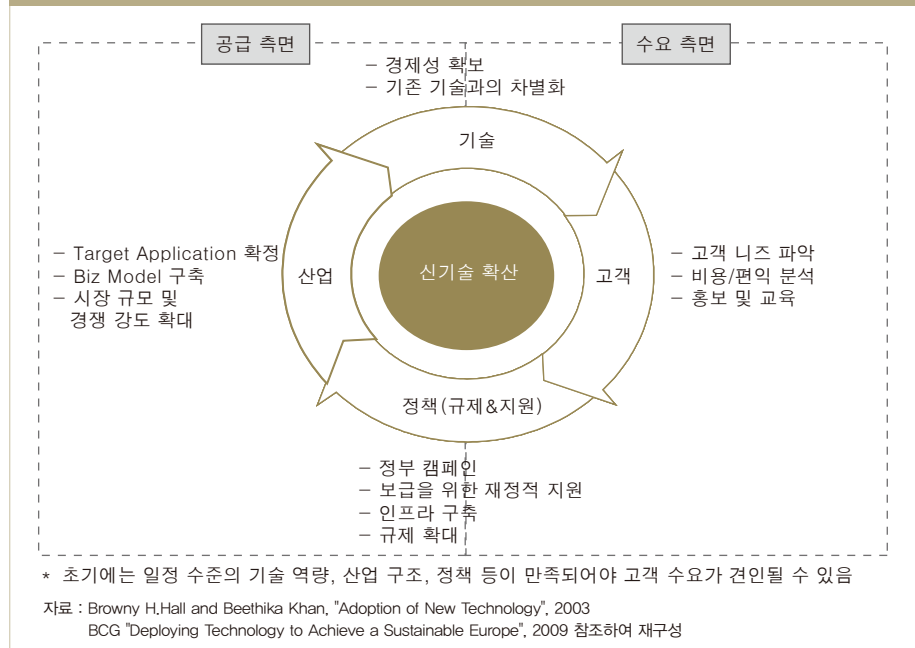 공급 측면
수요 측면
– 경제성 확보
– 기존 기술과의 차별화
기술
– Target Application 확정
– Biz Model 구축
– 시장 규모 및
경쟁 강도 확대
산업
신기술 확산
고객
– 고객 니즈 파악
– 비용/편익 분석
– 홍보 및 교육
정책(규제&지원)
– 정부 캠페인
– 보급을 위한 재정적 지원
– 인프라 구축
– 규제 확대
* 초기에는 일정 수준의 기술 역량, 산업 구조, 정책 등이 만족되어야 고객 수요가 견인될 수 있음
자료 : Browny H.Hall and Beethika Khan, "Adoption of New Technology", 2003
BCG "Deploying Technology to Achieve a Sustainable Europe", 2009 참조하여 재구성